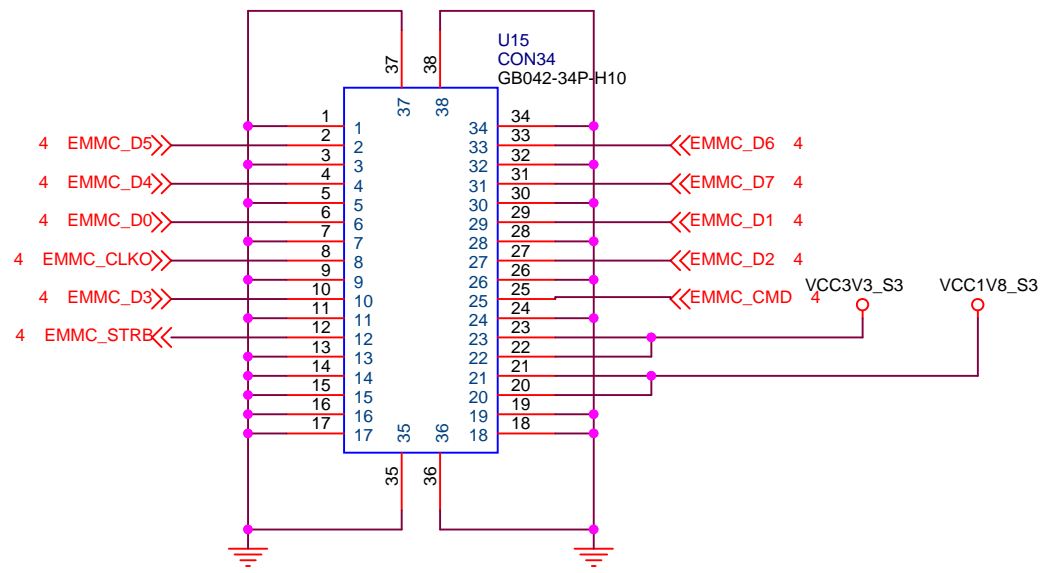 U15
CON34
GB042-34P-H10
37
38
37
38
1 1 34 34
4 EMMC_D5 2 2 33 33 EMMC_D6 4
3 3 32 32
4 EMMC_D4 4 4 31 31 EMMC_D7 4
5 5 30 30
4 EMMC_D0 6 6 29 29 EMMC_D1 4
7 7 28 28
4 EMMC_CLKO 8 8 27 27 EMMC_D2 4
9 9 26 26
4 EMMC_D3 10 10 25 25 EMMC_CMD 4
VCC3V3_S3 VCC1V8_S3
11 11 24 24
4 EMMC_STRB 12 12 23 23
13 13 22 22
14 14 21 21
15 15 20 20
16 16 19 19
17 17 18 18
35
36
35
36